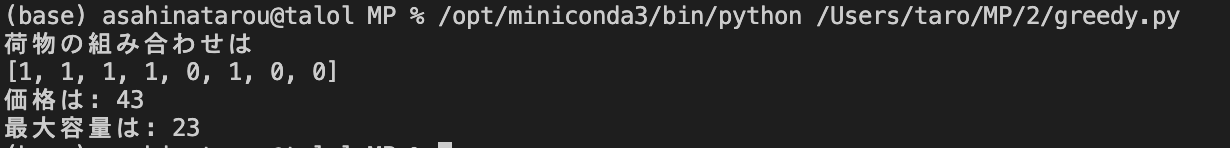 (base) asahinatarou@talol MP % /opt/miniconda3/bin/python /Users/taro/MP/2/greedy.py
荷物の組み合わせは
[1, 1, 1, 1, 0, 1, 0, 0]
価格は: 43
最大容量は: 23